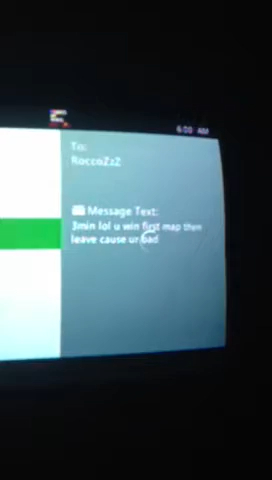 6:00 AM
To:
RoccoZzZ
Message Text:
3min lol u win first map then
leave cause ur bad